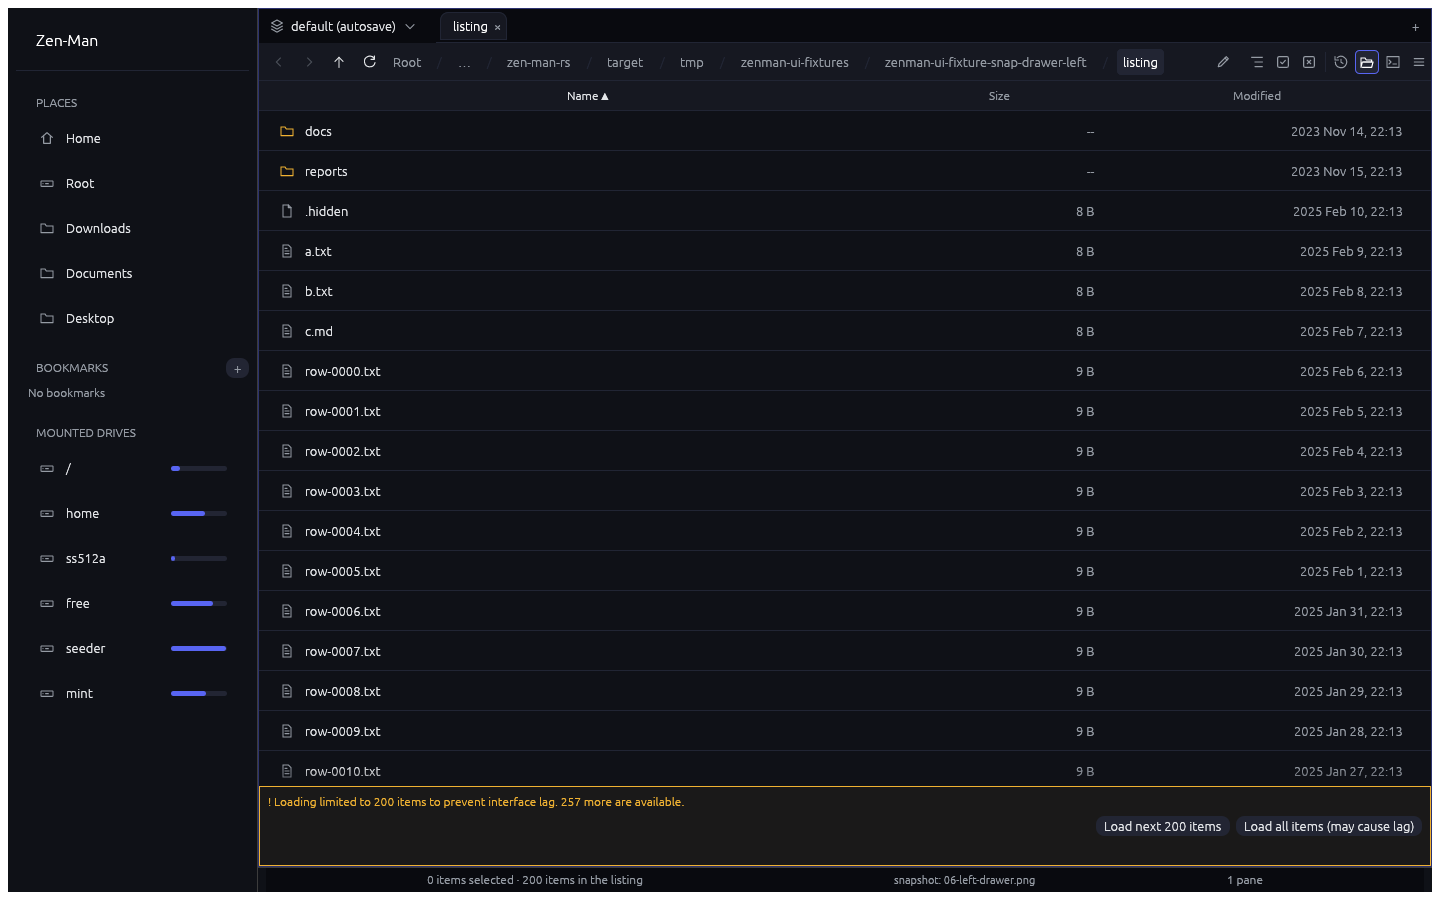 Zen-Man
PLACES
Home
Root
Downloads
Documents
Desktop
BOOKMARKS
+
No bookmarks
MOUNTED DRIVES
/
home
ss512a
free
seeder
mint
default (autosave)
listing ×
+
Root / ... / zen-man-rs / target / tmp / zenman-ui-fixtures / zenman-ui-fixture-snap-drawer-left / listing
Name ▲ Size Modified
docs -- 2023 Nov 14, 22:13
reports -- 2023 Nov 15, 22:13
.hidden 8 B 2025 Feb 10, 22:13
a.txt 8 B 2025 Feb 9, 22:13
b.txt 8 B 2025 Feb 8, 22:13
c.md 8 B 2025 Feb 7, 22:13
row-0000.txt 9 B 2025 Feb 6, 22:13
row-0001.txt 9 B 2025 Feb 5, 22:13
row-0002.txt 9 B 2025 Feb 4, 22:13
row-0003.txt 9 B 2025 Feb 3, 22:13
row-0004.txt 9 B 2025 Feb 2, 22:13
row-0005.txt 9 B 2025 Feb 1, 22:13
row-0006.txt 9 B 2025 Jan 31, 22:13
row-0007.txt 9 B 2025 Jan 30, 22:13
row-0008.txt 9 B 2025 Jan 29, 22:13
row-0009.txt 9 B 2025 Jan 28, 22:13
row-0010.txt 9 B 2025 Jan 27, 22:13
! Loading limited to 200 items to prevent interface lag. 257 more are available.
Load next 200 items Load all items (may cause lag)
0 items selected · 200 items in the listing snapshot: 06-left-drawer.png 1 pane